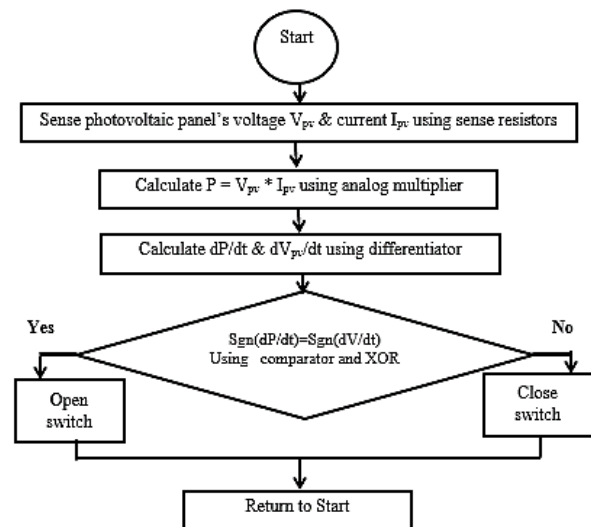 Start
Sense photovoltaic panel's voltage Vpv & current Ipv using sense resistors
Calculate P = Vpv * Ipv using analog multiplier
Calculate dP/dt & dVpv/dt using differentiator
Yes
No
Sgn(dP/dt)=Sgn(dV/dt)
Using comparator and XOR
Open
switch
Close
switch
Return to Start